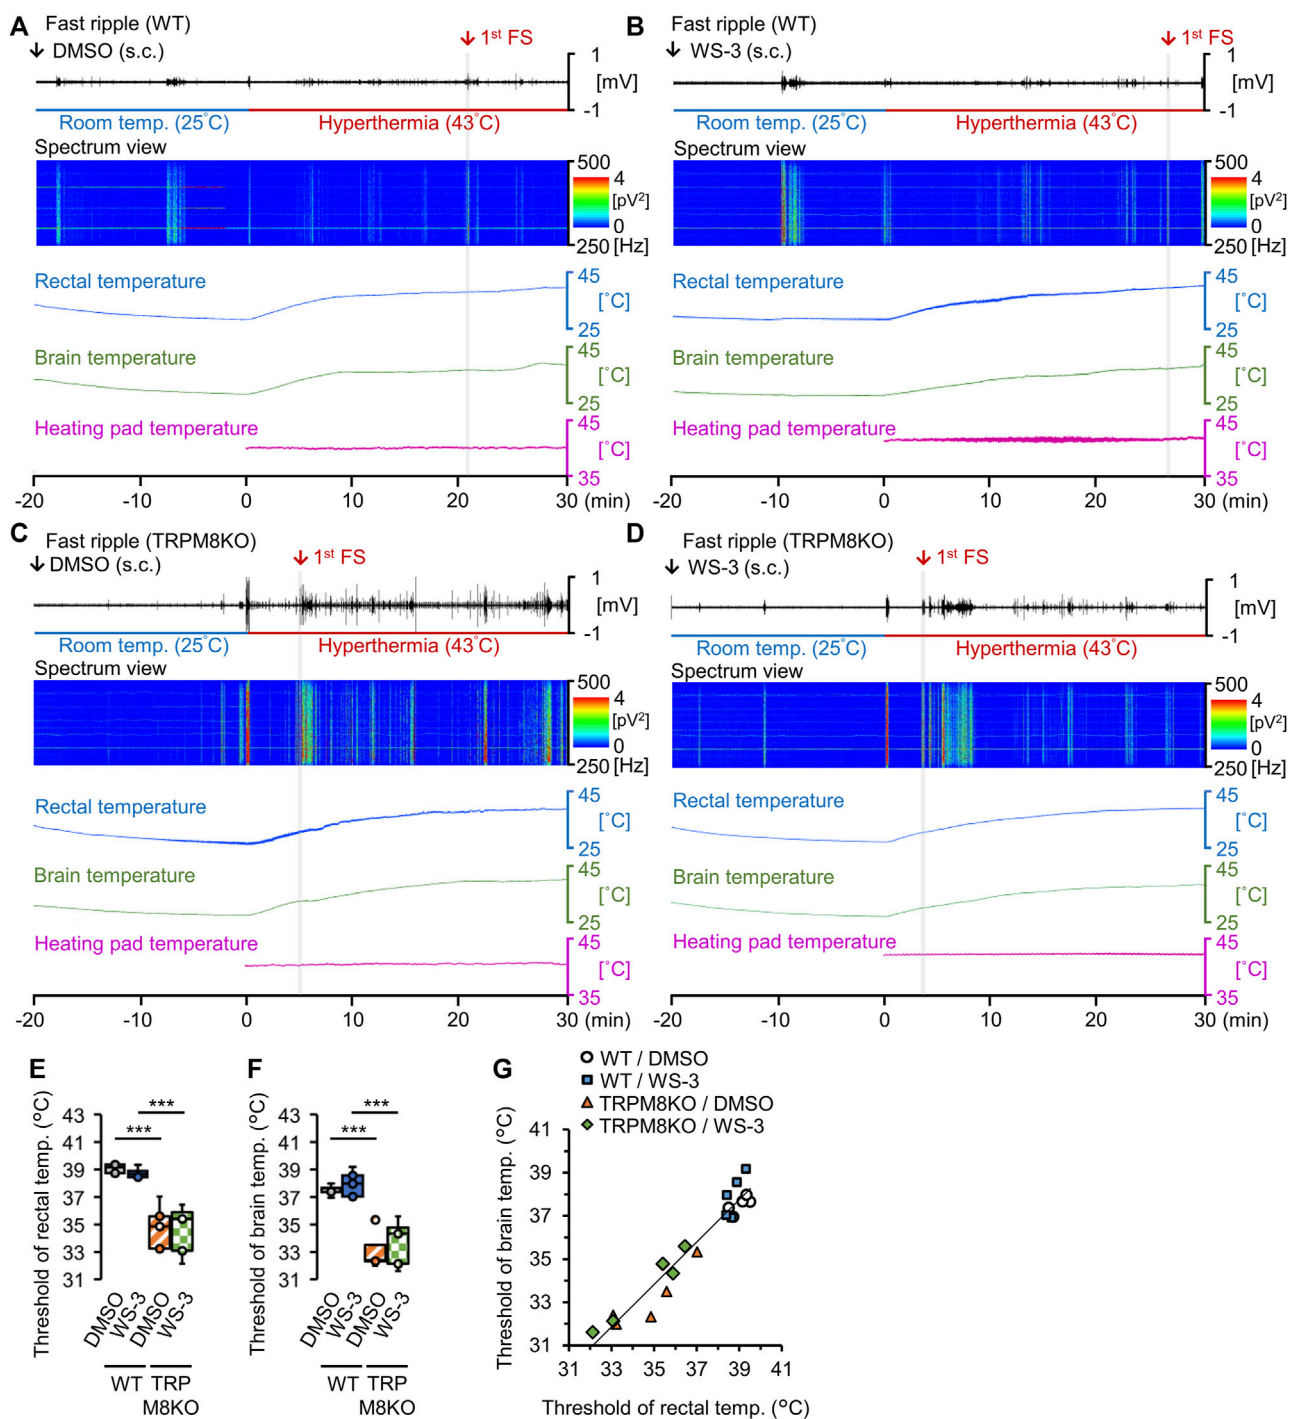 A Fast ripple (WT)
↓ DMSO (s.c.)
↓ 1st FS
1
[mV]
-1
Room temp. (25°C)
Hyperthermia (43°C)
Spectrum view
500
4
[pV²]
0
250 [Hz]
Rectal temperature
45
[°C]
25
Brain temperature
45
[°C]
25
Heating pad temperature
45
[°C]
35
-20 -10 0 10 20 30 (min)
B Fast ripple (WT)
↓ WS-3 (s.c.)
↓ 1st FS
1
[mV]
-1
Room temp. (25°C)
Hyperthermia (43°C)
Spectrum view
500
4
[pV²]
0
250 [Hz]
Rectal temperature
45
[°C]
25
Brain temperature
45
[°C]
25
Heating pad temperature
45
[°C]
35
-20 -10 0 10 20 30 (min)
C Fast ripple (TRPM8KO)
↓ DMSO (s.c.)
↓ 1st FS
1
[mV]
-1
Room temp. (25°C)
Hyperthermia (43°C)
Spectrum view
500
4
[pV²]
0
250 [Hz]
Rectal temperature
45
[°C]
25
Brain temperature
45
[°C]
25
Heating pad temperature
45
[°C]
35
-20 -10 0 10 20 30 (min)
D Fast ripple (TRPM8KO)
↓ WS-3 (s.c.)
↓ 1st FS
1
[mV]
-1
Room temp. (25°C)
Hyperthermia (43°C)
Spectrum view
500
4
[pV²]
0
250 [Hz]
Rectal temperature
45
[°C]
25
Brain temperature
45
[°C]
25
Heating pad temperature
45
[°C]
35
-20 -10 0 10 20 30 (min)
E
Threshold of rectal temp. (°C)
43
41
39
37
35
33
31
***
***
DMSO
WS-3
DMSO
WS-3
WT TRP
M8KO
F
Threshold of brain temp. (°C)
43
41
39
37
35
33
31
***
***
DMSO
WS-3
DMSO
WS-3
WT TRP
M8KO
G
WT / DMSO
WT / WS-3
TRPM8KO / DMSO
TRPM8KO / WS-3
Threshold of brain temp. (°C)
41
39
37
35
33
31
31 33 35 37 39 41
Threshold of rectal temp. (°C)